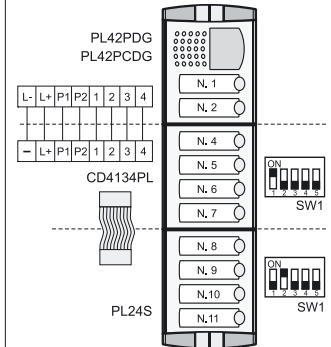 PL42PDG
PL42PCDG
N. 1
N. 2
L- L+ P1 P2 1 2 3 4
– L+ P1 P2 1 2 3 4
CD4134PL
N. 4
N. 5
N. 6
N. 7
ON
1 2 3 4 5
SW1
PL24S
N. 8
N. 9
N.10
N.11
ON
1 2 3 4 5
SW1